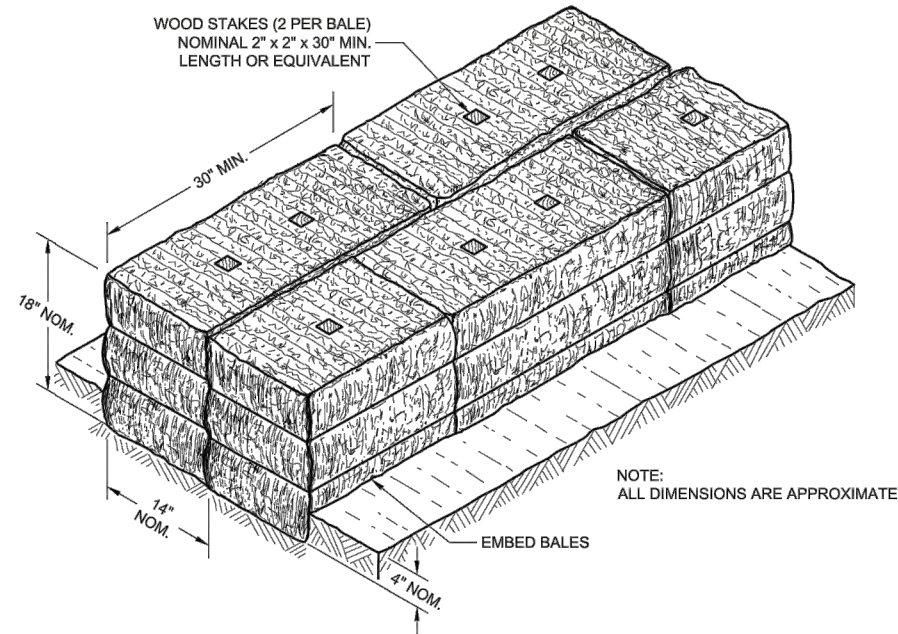 WOOD STAKES (2 PER BALE)
NOMINAL 2" x 2" x 30" MIN.
LENGTH OR EQUIVALENT
30" MIN.
18" NOM.
14"
NOM.
NOTE:
ALL DIMENSIONS ARE APPROXIMATE
EMBED BALES
4" NOM.